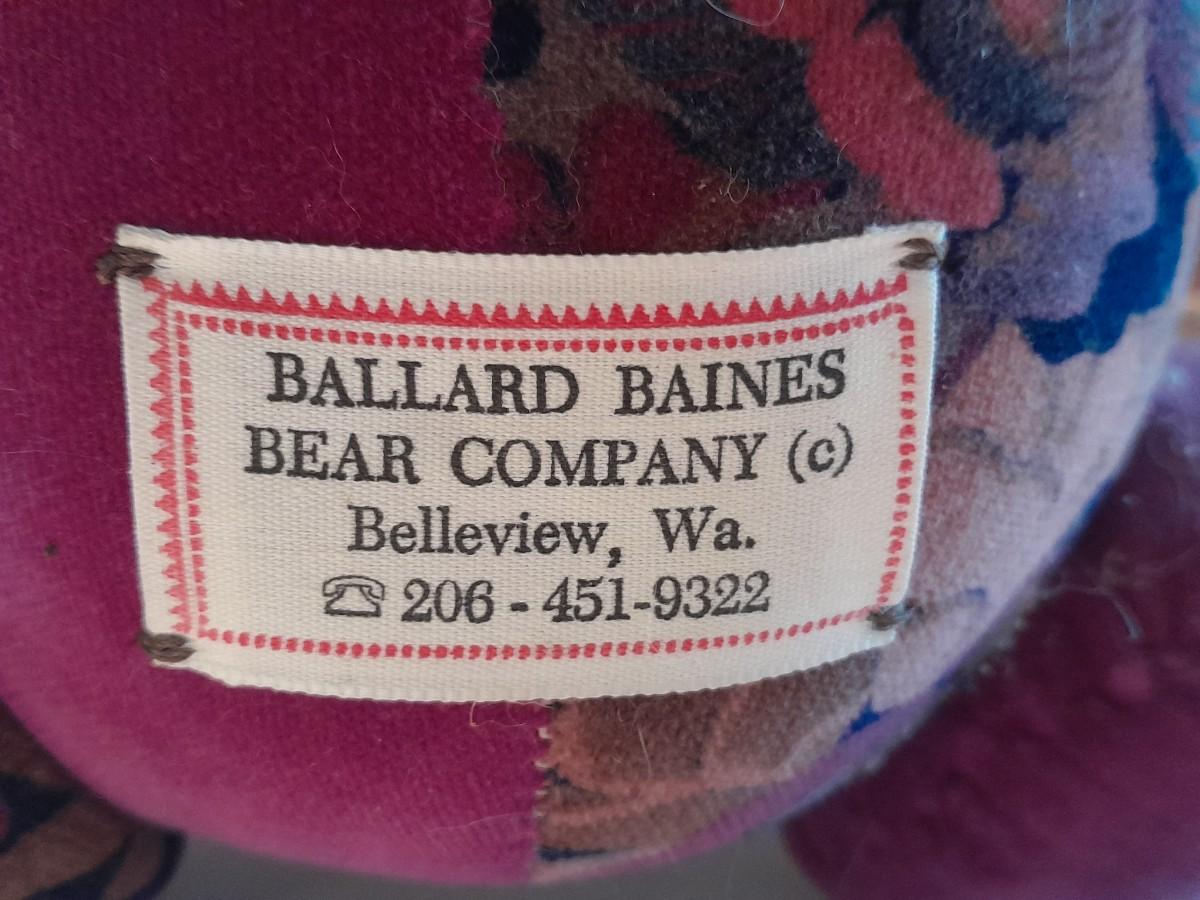 BALLARD BAINES
BEAR COMPANY (c)
Belleview, Wa.
☎ 206 - 451-9322